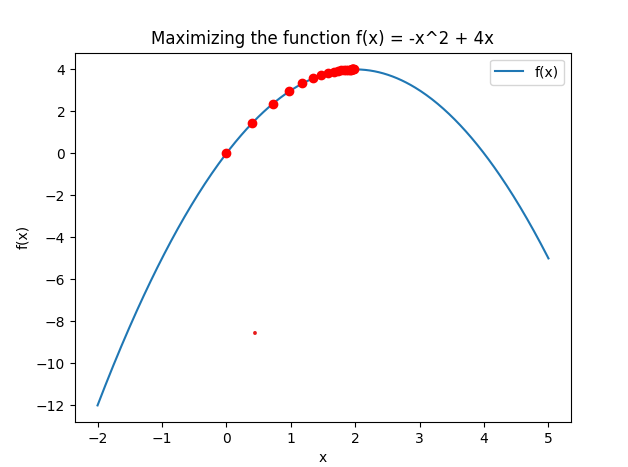 Maximizing the function f(x) = -x^2 + 4x
f(x)
4
2
0
−2
−4
−6
−8
−10
−12
f(x)
−2 −1 0 1 2 3 4 5
x